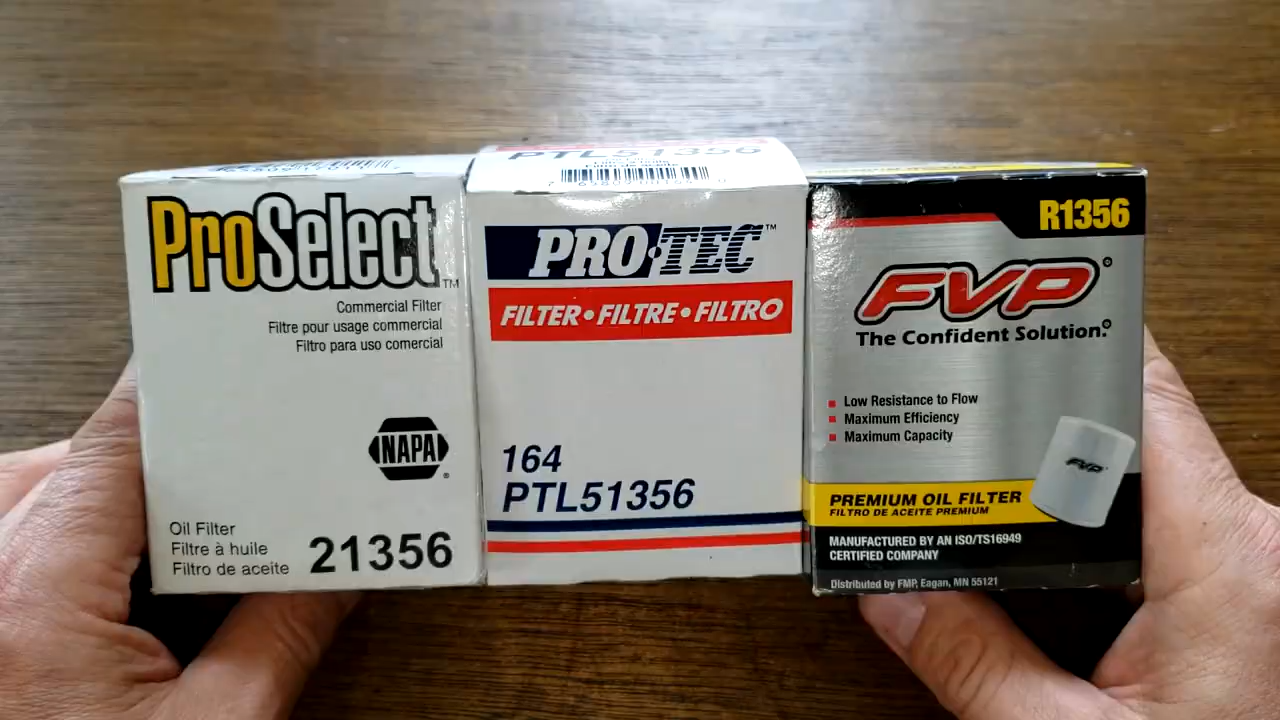 ProSelect™
Commercial Filter
Filtre pour usage commercial
Filtro para uso comercial
NAPA®
Oil Filter
Filtre à huile
Filtro de aceite
21356
PTL51356
PRO•TEC™
FILTER•FILTRE•FILTRO
164
PTL51356
R1356
FVP®
The Confident Solution.®
Low Resistance to Flow
Maximum Efficiency
Maximum Capacity
FVP
PREMIUM OIL FILTER
FILTRO DE ACEITE PREMIUM
MANUFACTURED BY AN ISO/TS16949
CERTIFIED COMPANY
Distributed by FMP, Eagan, MN 55121